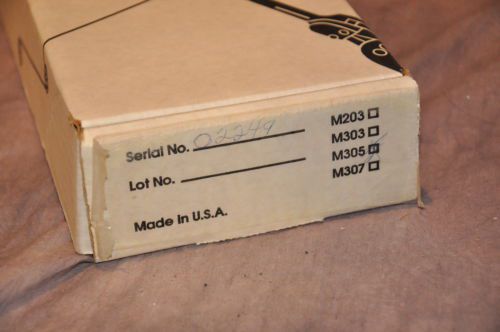 Serial No. 02249
Lot No.
Made In U.S.A.
M203
M303
M305
M307